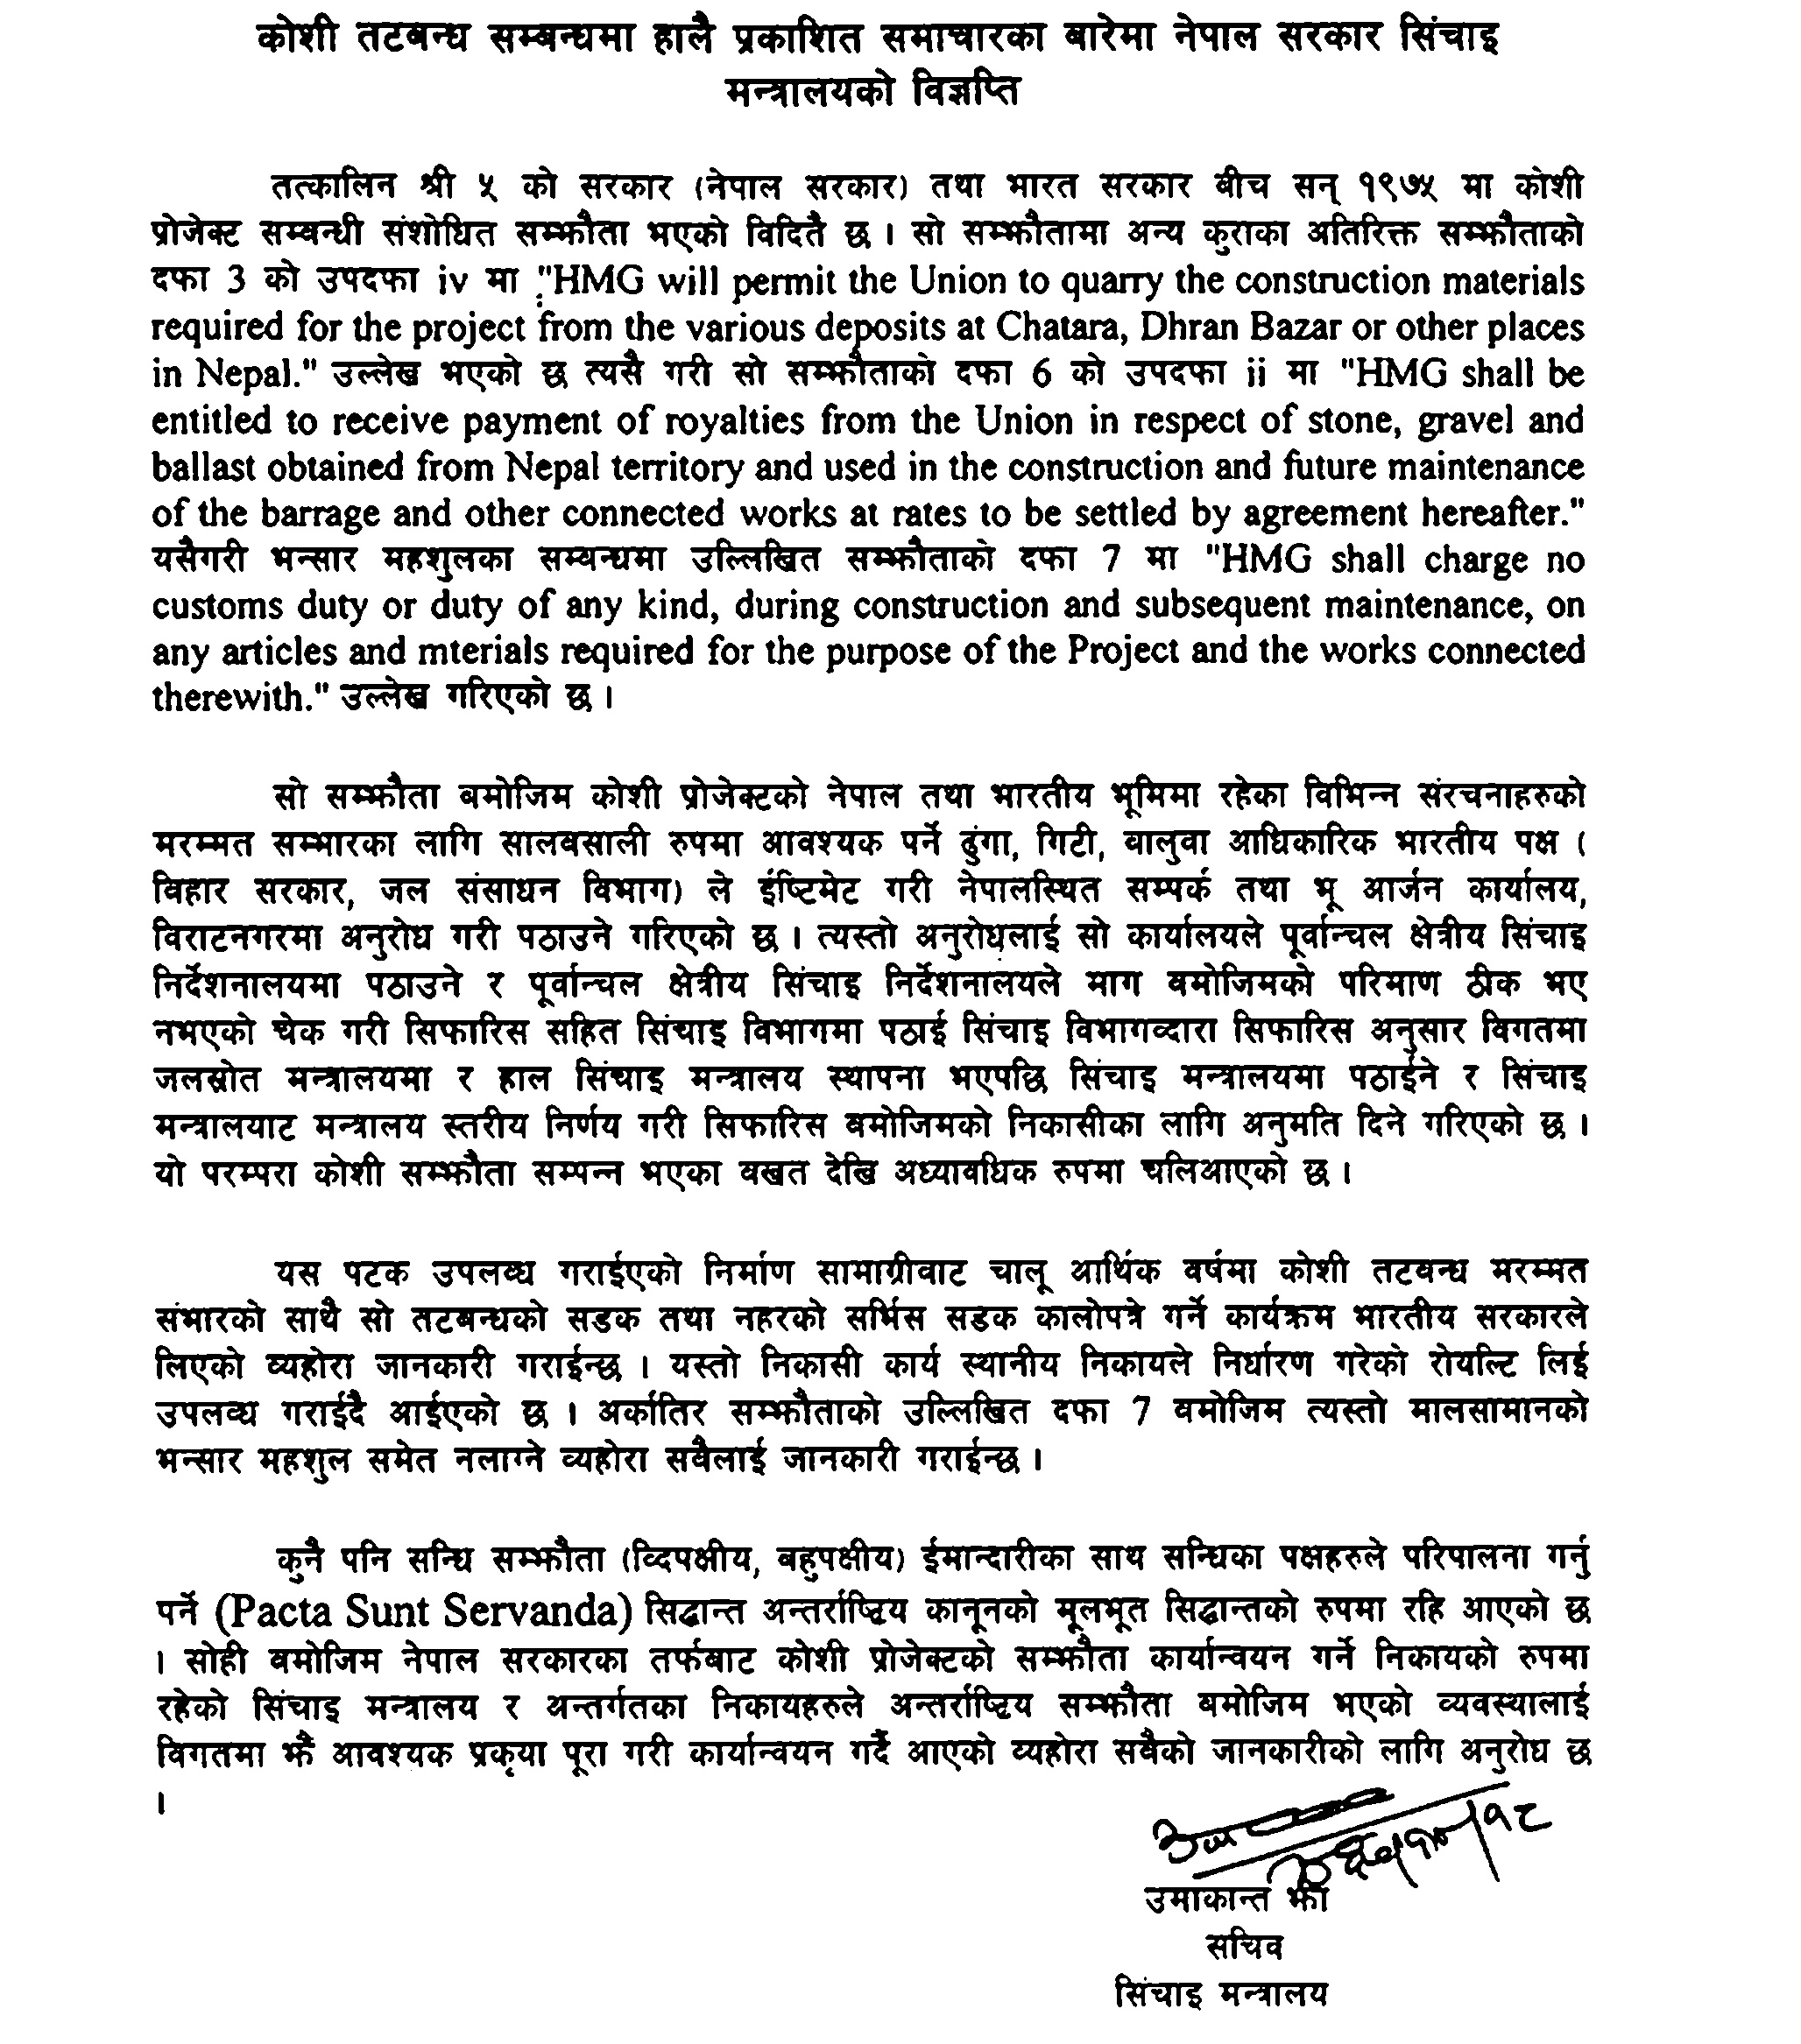 कोशी तटबन्ध सम्बन्धमा हालै प्रकाशित समाचारका बारेमा नेपाल सरकार सिंचाइ
मन्त्रालयको विज्ञप्ति
तत्कालिन श्री ५ को सरकार (नेपाल सरकार) तथा भारत सरकार बीच सन् १९७५ मा कोशी
प्रोजेक्ट सम्वन्धी संशोधित सम्झौता भएको विदितै छ । सो सम्झौतामा अन्य कुराका अतिरिक्त सम्झौताको
दफा 3 को उपदफा iv मा "HMG will permit the Union to quarry the construction materials
required for the project from the various deposits at Chatara, Dhran Bazar or other places
in Nepal." उल्लेख भएको छ त्यसै गरी सो सम्झौताको दफा 6 को उपदफा ii मा "HMG shall be
entitled to receive payment of royalties from the Union in respect of stone, gravel and
ballast obtained from Nepal territory and used in the construction and future maintenance
of the barrage and other connected works at rates to be settled by agreement hereafter."
यसैगरी भन्सार महशुलका सम्वन्धमा उल्लिखित सम्झौताको दफा 7 मा "HMG shall charge no
customs duty or duty of any kind, during construction and subsequent maintenance, on
any articles and mterials required for the purpose of the Project and the works connected
therewith." उल्लेख गरिएको छ ।
सो सम्झौता बमोजिम कोशी प्रोजेक्टको नेपाल तथा भारतीय भूमिमा रहेका विभिन्न संरचनाहरुको
मरम्मत सम्भारका लागि सालवसाली रुपमा आवश्यक पर्ने ढुंगा, गिटी, वालुवा आधिकारिक भारतीय पक्ष (
विहार सरकार, जल संसाधन विभाग) ले ईष्टिमेट गरी नेपालस्थित सम्पर्क तथा भू आर्जन कार्यालय,
विराटनगरमा अनुरोध गरी पठाउने गरिएको छ । त्यस्तो अनुरोधलाई सो कार्यालयले पूर्वान्चल क्षेत्रीय सिंचाइ
निर्देशनालयमा पठाउने र पूर्वान्चल क्षेत्रीय सिंचाइ निर्देशनालयले माग बमोजिमको परिमाण ठीक भए
नभएको चेक गरी सिफारिस सहित सिंचाइ विभागमा पठाई सिंचाइ विभागव्दारा सिफारिस अनुसार विगतमा
जलस्रोत मन्त्रालयमा र हाल सिंचाइ मन्त्रालय स्थापना भएपछि सिंचाइ मन्त्रालयमा पठाईने र सिंचाइ
मन्त्रालयाट मन्त्रालय स्तरीय निर्णय गरी सिफारिस बमोजिमको निकासीका लागि अनुमति दिने गरिएको छ ।
यो परम्परा कोशी सम्झौता सम्पन्न भएका वखत देखि अध्यावधिक रुपमा चलिआएको छ ।
यस पटक उपलब्ध गराईएको निर्माण सामाग्रीवाट चालू आर्थिक वर्षमा कोशी तटवन्ध मरम्मत
संभारको साथै सो तटबन्धको सडक तथा नहरको सर्भिस सडक कालोपत्रे गर्ने कार्यक्रम भारतीय सरकारले
लिएको व्यहोरा जानकारी गराईन्छ । यस्तो निकासी कार्य स्थानीय निकायले निर्धारण गरेको रोयल्टि लिई
उपलव्ध गराईदै आईएको छ । अर्कातिर सम्झौताको उल्लिखित दफा 7 वमोजिम त्यस्तो मालसामानको
भन्सार महशुल समेत नलाग्ने व्यहोरा सवैलाई जानकारी गराईन्छ ।
कुनै पनि सन्धि सम्झौता (व्दिपक्षीय, बहुपक्षीय) ईमान्दारीका साथ सन्धिका पक्षहरुले परिपालना गर्नु
पर्ने (Pacta Sunt Servanda) सिद्धान्त अन्तर्राष्ट्रिय कानूनको मूलभूत सिद्धान्तको रुपमा रहि आएको छ
। सोही बमोजिम नेपाल सरकारका तर्फबाट कोशी प्रोजेक्टको सम्झौता कार्यान्वयन गर्ने निकायको रुपमा
रहेको सिंचाइ मन्त्रालय र अन्तर्गतका निकायहरुले अन्तर्राष्ट्रिय सम्झौता बमोजिम भएको व्यवस्थालाई
विगतमा झैं आवश्यक प्रकृया पूरा गरी कार्यान्वयन गर्दै आएको व्यहोरा सवैको जानकारीको लागि अनुरोध छ
।
उमाकान्त झा
सचिव
सिंचाइ मन्त्रालय